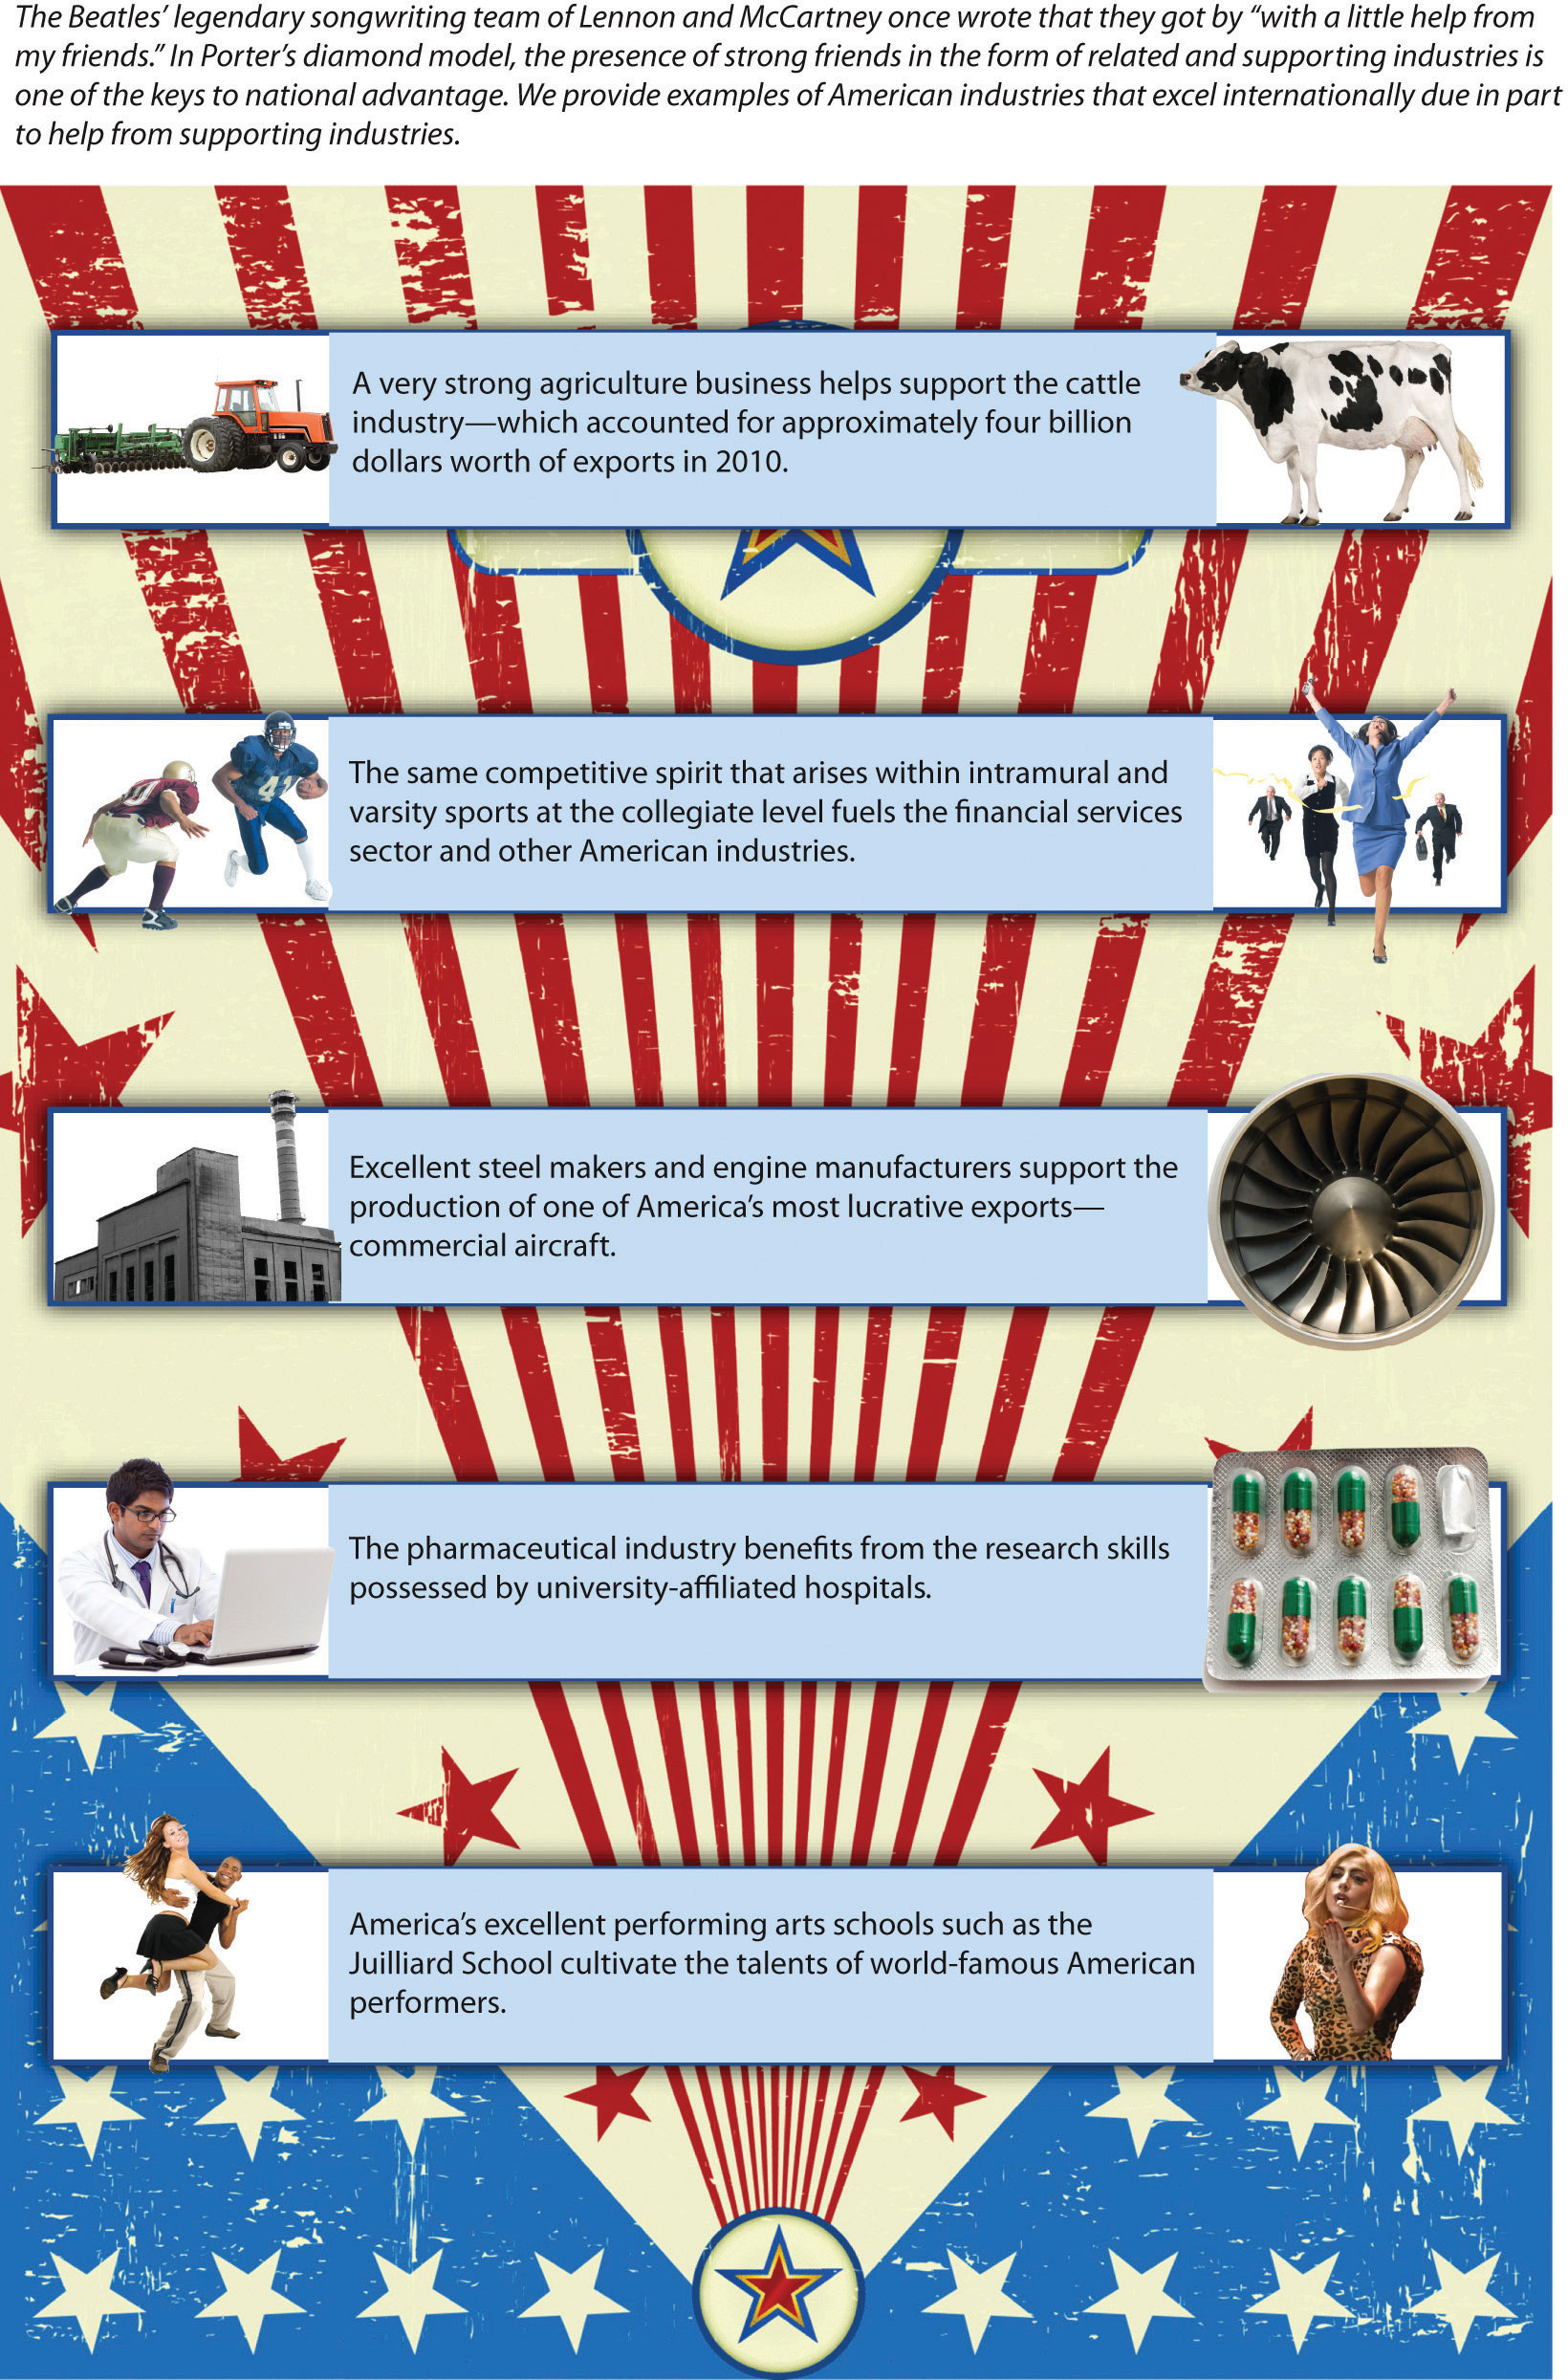 The Beatles’ legendary songwriting team of Lennon and McCartney once wrote that they got by “with a little help from
my friends.” In Porter’s diamond model, the presence of strong friends in the form of related and supporting industries is
one of the keys to national advantage. We provide examples of American industries that excel internationally due in part
to help from supporting industries.
A very strong agriculture business helps support the cattle
industry—which accounted for approximately four billion
dollars worth of exports in 2010.
41
The same competitive spirit that arises within intramural and
varsity sports at the collegiate level fuels the financial services
sector and other American industries.
Excellent steel makers and engine manufacturers support the
production of one of America’s most lucrative exports—
commercial aircraft.
The pharmaceutical industry benefits from the research skills
possessed by university-affiliated hospitals.
America’s excellent performing arts schools such as the
Juilliard School cultivate the talents of world-famous American
performers.